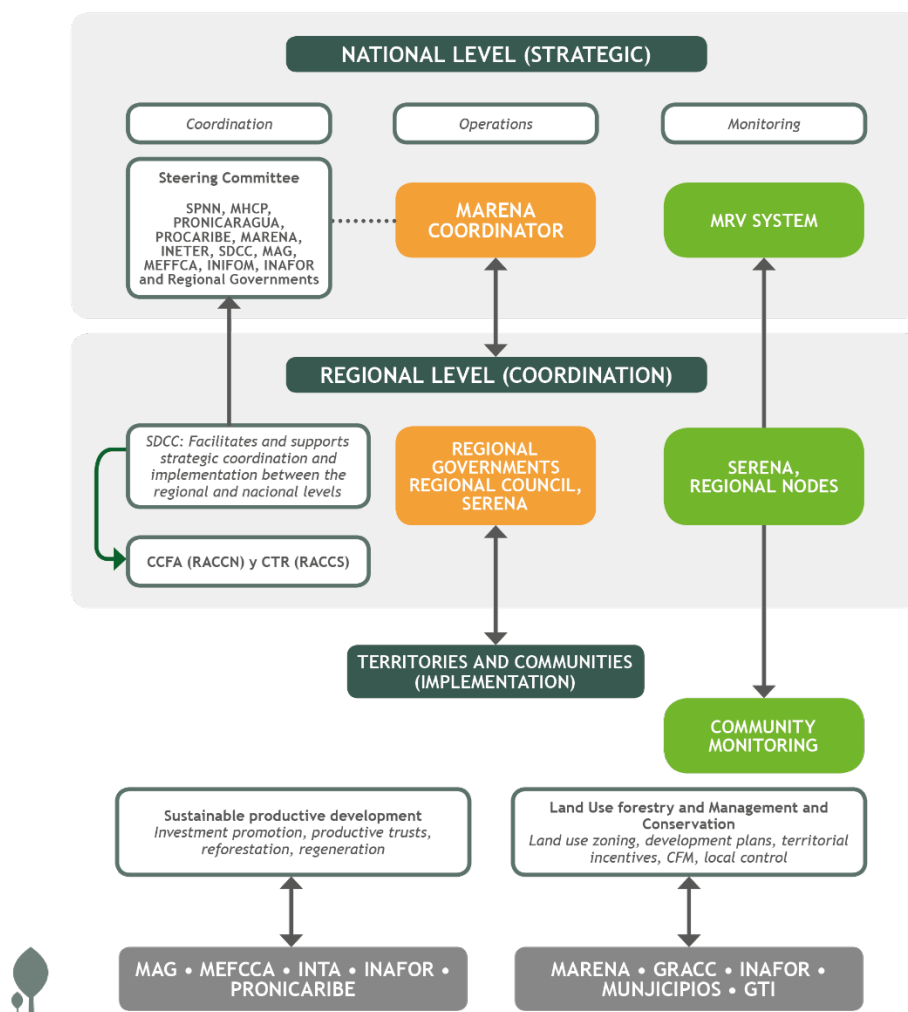 NATIONAL LEVEL (STRATEGIC)
Coordination
Operations
Monitoring
Steering Committee
SPNN, MHCP,
PRONICARAGUA,
PROCARIBE, MARENA,
INETER, SDCC, MAG,
MEFFCA, INIFOM, INAFOR
and Regional Governments
MARENA
COORDINATOR
MRV SYSTEM
REGIONAL LEVEL (COORDINATION)
SDCC: Facilitates and supports
strategic coordination and
implementation between the
regional and nacional levels
REGIONAL
GOVERNMENTS
REGIONAL COUNCIL,
SERENA
SERENA,
REGIONAL NODES
CCFA (RACCN) y CTR (RACCS)
TERRITORIES AND COMMUNITIES
(IMPLEMENTATION)
COMMUNITY
MONITORING
Sustainable productive development
Investment promotion, productive trusts,
reforestation, regeneration
Land Use forestry and Management and
Conservation
Land use zoning, development plans, territorial
incentives, CFM, local control
MAG • MEFCCA • INTA • INAFOR •
PRONICARIBE
MARENA • GRACC • INAFOR •
MUNJICIPIOS • GTI